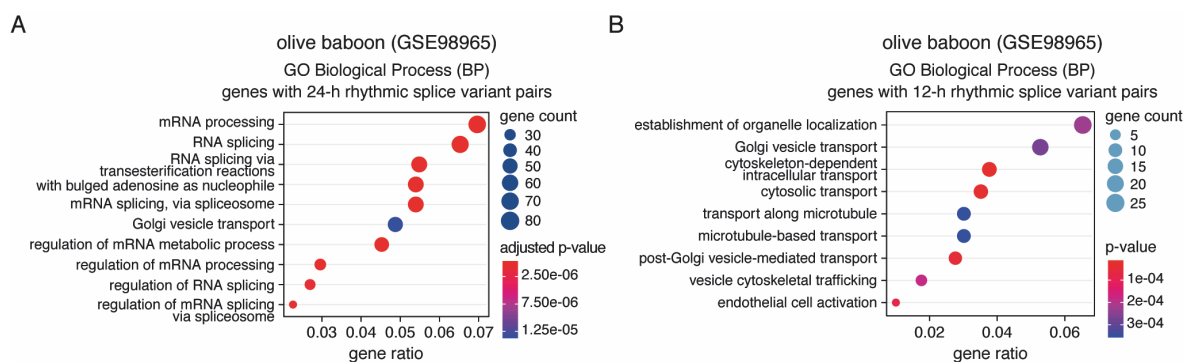 A
olive baboon (GSE98965)
GO Biological Process (BP)
genes with 24-h rhythmic splice variant pairs
mRNA processing
RNA splicing
RNA splicing via
transesterification reactions
with bulged adenosine as nucleophile
mRNA splicing, via spliceosome
Golgi vesicle transport
regulation of mRNA metabolic process
regulation of mRNA processing
regulation of RNA splicing
regulation of mRNA splicing
via spliceosome
0.03 0.04 0.05 0.06 0.07
gene ratio
gene count
30
40
50
60
70
80
adjusted p-value
2.50e-06
7.50e-06
1.25e-05
B
olive baboon (GSE98965)
GO Biological Process (BP)
genes with 12-h rhythmic splice variant pairs
establishment of organelle localization
Golgi vesicle transport
cytoskeleton-dependent
intracellular transport
cytosolic transport
transport along microtubule
microtubule-based transport
post-Golgi vesicle-mediated transport
vesicle cytoskeletal trafficking
endothelial cell activation
0.02 0.04 0.06
gene ratio
gene count
5
10
15
20
25
p-value
1e-04
2e-04
3e-04